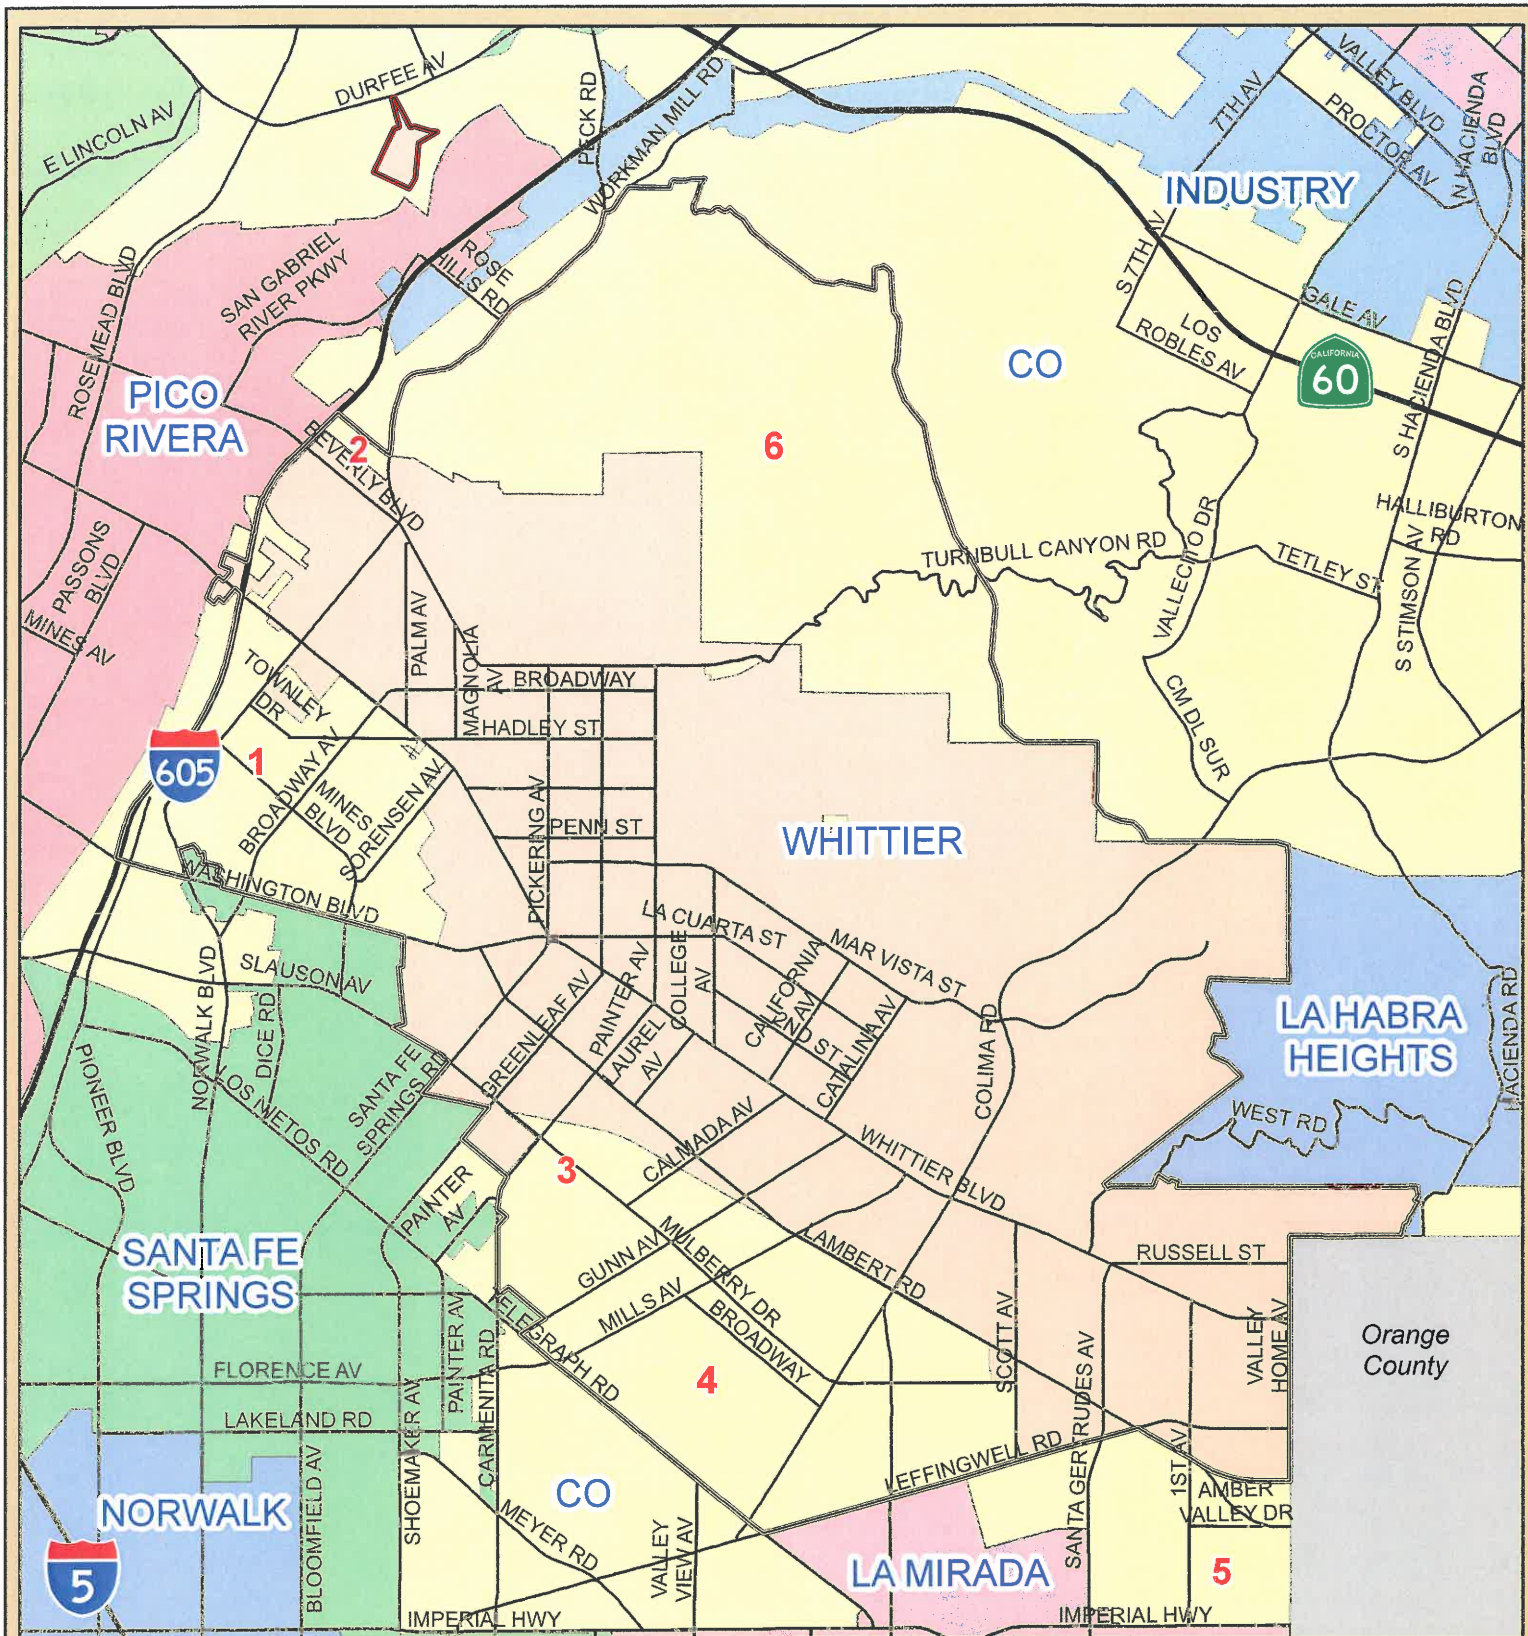 DURFEE AV
E LINCOLN AV
PECK RD
WORKMAN MILL RD
7TH AV
VALLEY BLVD
PROCTOR AV
N HACIENDA
BLVD
INDUSTRY
ROSEMEAD BLVD
SAN GABRIEL
RIVER PKWY
ROSE
HILLS RD
S 7TH AV
GALE AV
LOS
ROBLES AV
S HACIENDA BLVD
CALIFORNIA
60
CO
PICO
RIVERA
2
BEVERLY BLVD
6
PASSONS
BLVD
MINES AV
TURNBULL CANYON RD
VALLECITO DR
TETLEY ST
HALLIBURTON
RD
S STIMSON AV
PALM AV
MAGNOLIA
AV
BROADWAY
HADLEY ST
TOWNLEY
DR
CM DL SUR
605
1
BROADWAY AV
MINES
BLVD
SORENSEN AV
PICKERING AV
PENN ST
WHITTIER
WASHINGTON BLVD
LA CUARTA ST
MAR VISTA ST
SLAUSON AV
NORWALK BLVD
DICE RD
GREENLEAF AV
PAINTER AV
LAUREL
AV
COLLEGE
AV
CALIFORNIA
AV
2ND ST
CATALINA AV
COLIMA RD
LA HABRA
HEIGHTS
HACIENDA RD
WEST RD
PIONEER BLVD
LOS NIETOS RD
SANTA FE
SPRINGS RD
CALMADA AV
WHITTIER BLVD
3
PAINTER
AV
SANTA FE
SPRINGS
GUNN AV
MULBERRY DR
LAMBERT RD
RUSSELL ST
MILLS AV
BROADWAY
TELEGRAPH RD
SCOTT AV
VALLEY
HOME AV
Orange
County
FLORENCE AV
PAINTER AV
CARMENITA RD
4
SANTA GERTRUDES AV
LAKELAND RD
SHOEMAKER AV
BLOOMFIELD AV
LEFFINGWELL RD
1ST AV
AMBER
VALLEY DR
NORWALK
CO
MEYER RD
VALLEY
VIEW AV
LA MIRADA
5
5
IMPERIAL HWY
IMPERIAL HWY